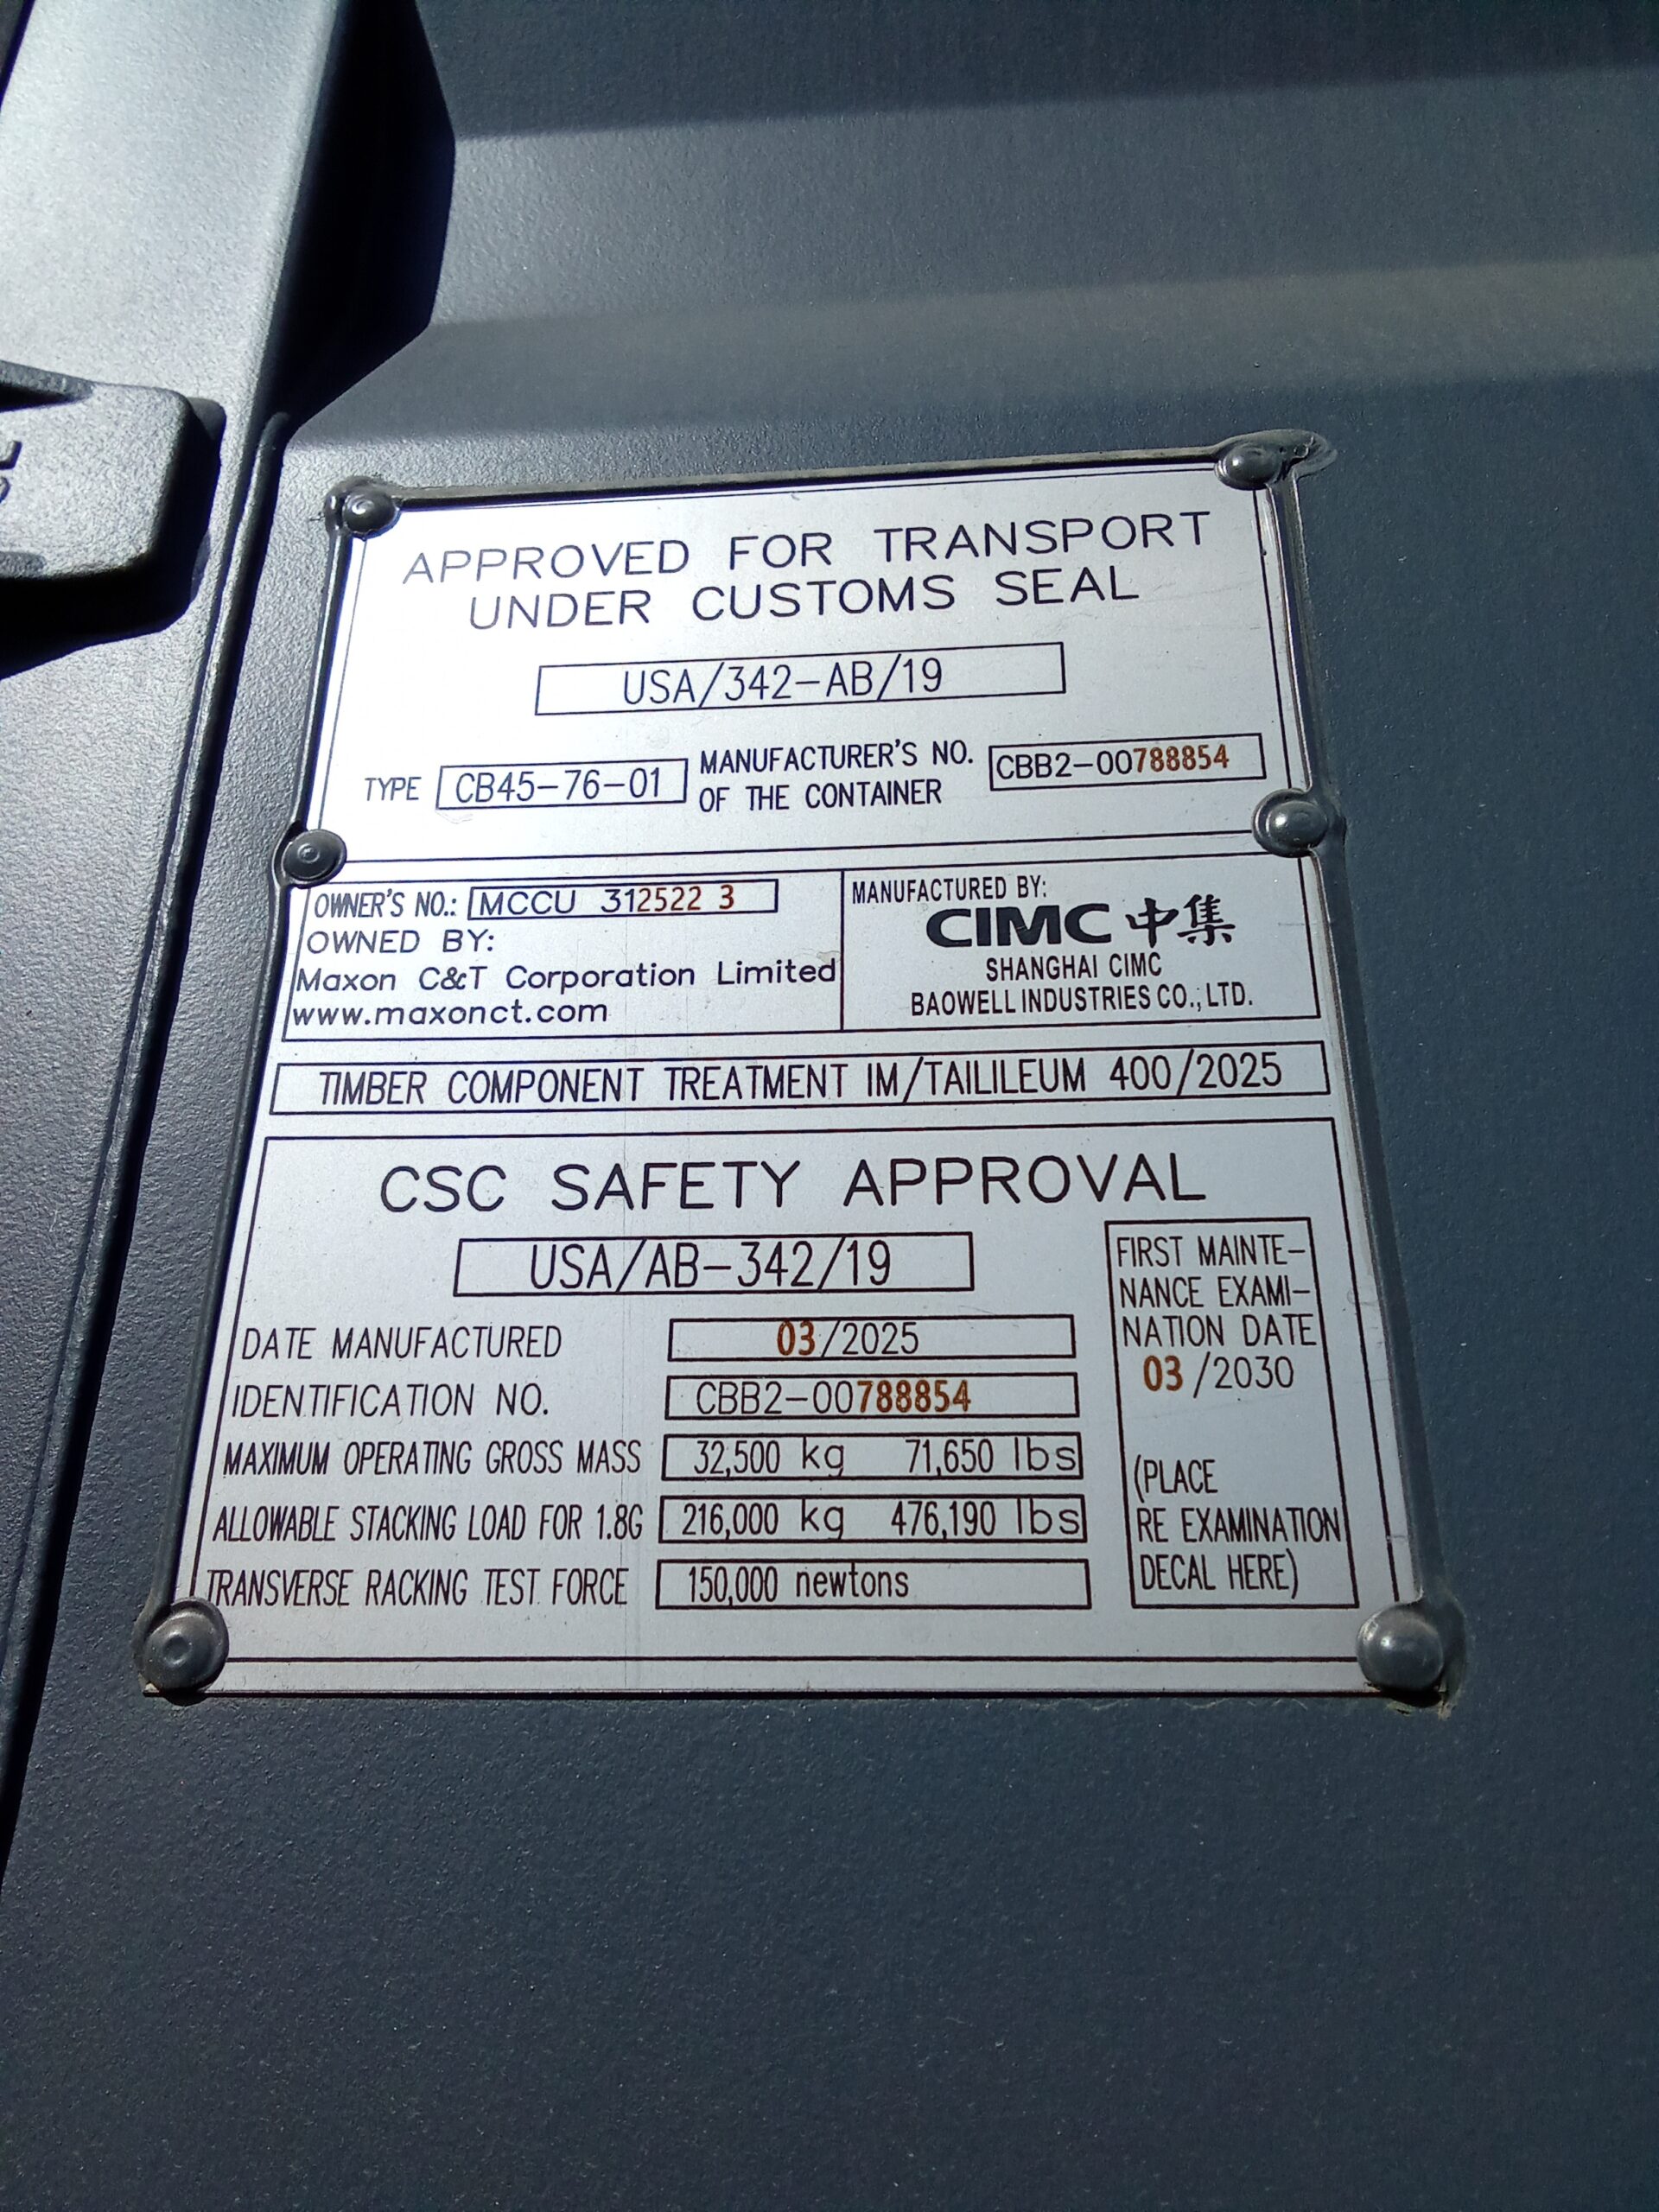 APPROVED FOR TRANSPORT
UNDER CUSTOMS SEAL
USA/342-AB/19
TYPE CB45-76-01 MANUFACTURER'S NO. OF THE CONTAINER CBB2-00788854
OWNER'S NO.: MCCU 312522 3
OWNED BY:
Maxon C&T Corporation Limited
www.maxonct.com
MANUFACTURED BY:
CIMC 中集
SHANGHAI CIMC
BAOWELL INDUSTRIES CO., LTD.
TIMBER COMPONENT TREATMENT IM/TAILILEUM 400/2025
CSC SAFETY APPROVAL
USA/AB-342/19
DATE MANUFACTURED 03/2025
IDENTIFICATION NO. CBB2-00788854
MAXIMUM OPERATING GROSS MASS 32,500 kg 71,650 lbs
ALLOWABLE STACKING LOAD FOR 1.8G 216,000 kg 476,190 lbs
TRANSVERSE RACKING TEST FORCE 150,000 newtons
FIRST MAINTE-
NANCE EXAMI-
NATION DATE
03/2030
(PLACE
RE EXAMINATION
DECAL HERE)